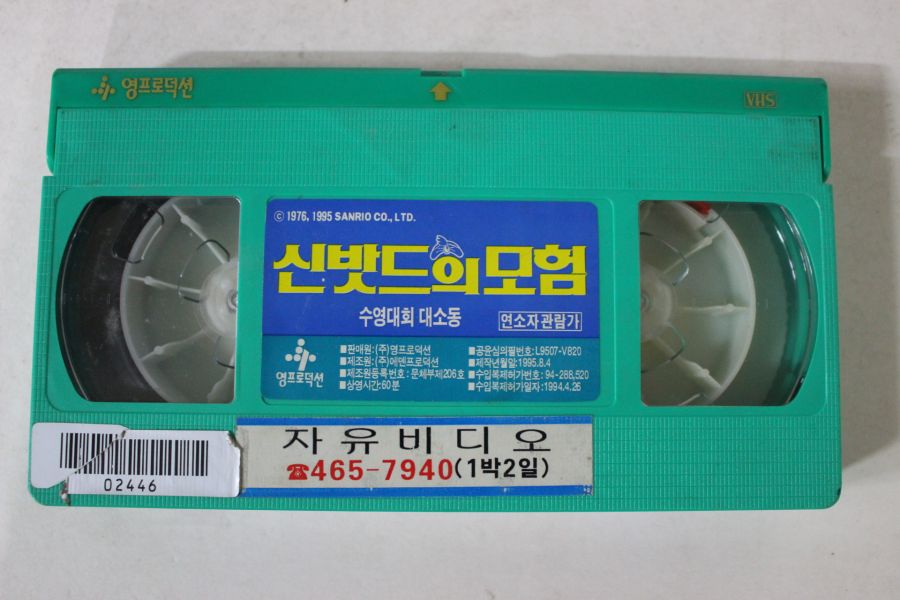 영프로덕션
VHS
© 1976, 1995 SANRIO CO., LTD.
신밧드의 모험
수영대회 대소동
연소자관람가
영프로덕션
■판매원:(주)영프로덕션
■제조원:(주)에덴프로덕션
■제조원등록번호:문체부제206호
■상영시간:60분
■공윤심의필번호:L9507-V820
■제작년월일:1995.8.4
■수입복제허가번호:94-288,520
■수입복제허가일자:1994.4.26
자유비디오
☎465-7940(1박2일)
02446